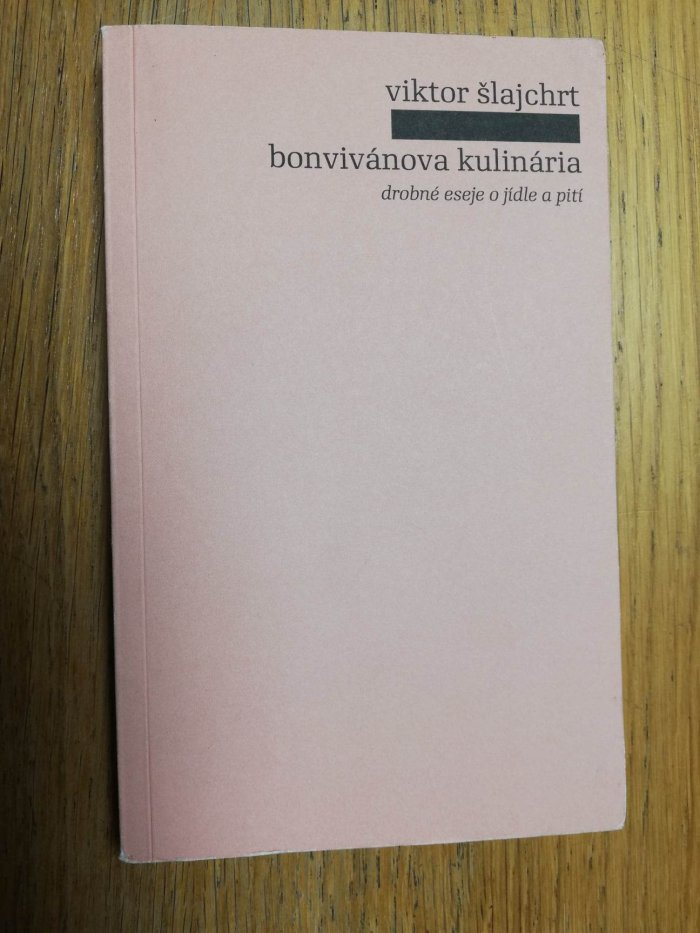 viktor šlajchrt
bonvivánova kulinária
drobné eseje o jídle a pití